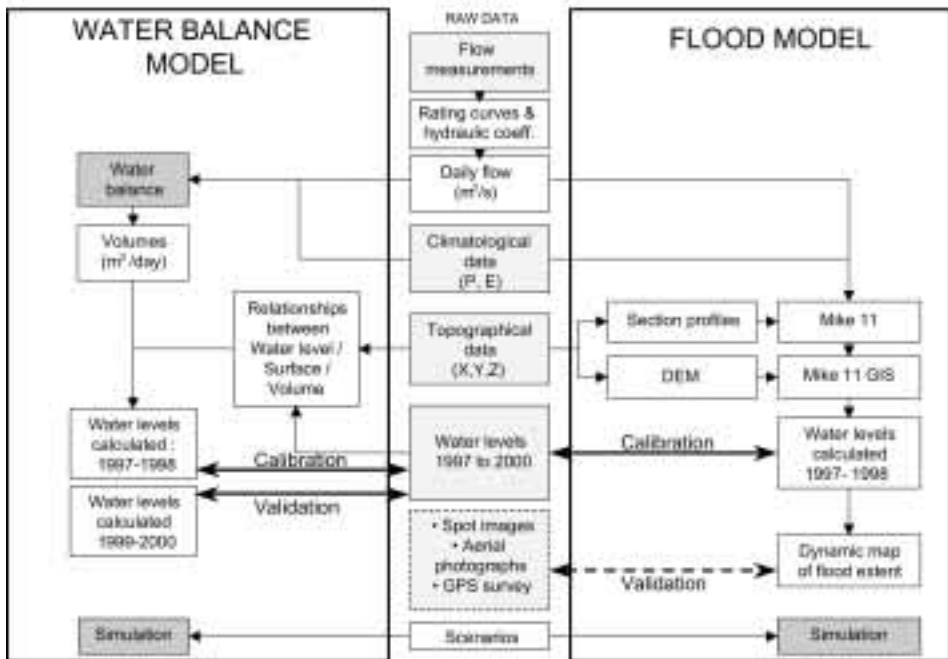 RAW DATA
WATER BALANCE
MODEL
FLOOD MODEL
Flow
measurements
Rating curves &
hydraulic coeff.
Daily flow
(m³/s)
Climatological
data
(P, E)
Topographical
data
(X,Y,Z)
Water levels
1997 to 2000
• Spot images
• Aerial
photographs
• GPS survey
Scenarios
Water
balance
Volumes
(m³/day)
Relationships
between
Water level /
Surface /
Volume
Water levels
calculated :
1997-1998
Water levels
calculated
1999-2000
Calibration
Validation
Simulation
Section profiles
Mike 11
DEM
Mike 11 GIS
Calibration
Water levels
calculated
1997- 1998
Validation
Dynamic map
of flood extent
Simulation